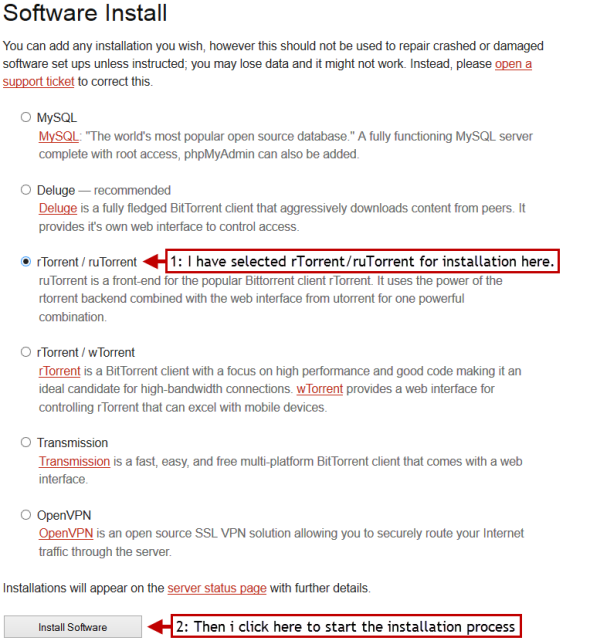 Software Install
You can add any installation you wish, however this should not be used to repair crashed or damaged
software set ups unless instructed; you may lose data and it might not work. Instead, please open a
support ticket to correct this.
MySQL
MySQL: "The world's most popular open source database." A fully functioning MySQL server
complete with root access, phpMyAdmin can also be added.
Deluge — recommended
Deluge is a fully fledged BitTorrent client that aggressively downloads content from peers. It
provides it's own web interface to control access.
rTorrent / ruTorrent
1: I have selected rTorrent/ruTorrent for installation here.
ruTorrent is a front-end for the popular Bittorrent client rTorrent. It uses the power of the
rtorrent backend combined with the web interface from utorrent for one powerful
combination.
rTorrent / wTorrent
rTorrent is a BitTorrent client with a focus on high performance and good code making it an
ideal candidate for high-bandwidth connections. wTorrent provides a web interface for
controlling rTorrent that can excel with mobile devices.
Transmission
Transmission is a fast, easy, and free multi-platform BitTorrent client that comes with a web
interface.
OpenVPN
OpenVPN is an open source SSL VPN solution allowing you to securely route your Internet
traffic through the server.
Installations will appear on the server status page with further details.
Install Software
2: Then i click here to start the installation process